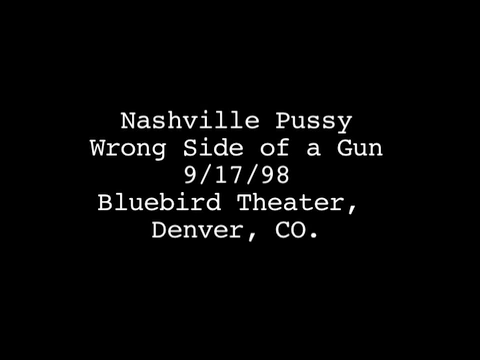 Nashville Pussy
Wrong Side of a Gun
9/17/98
Bluebird Theater,
Denver, CO.